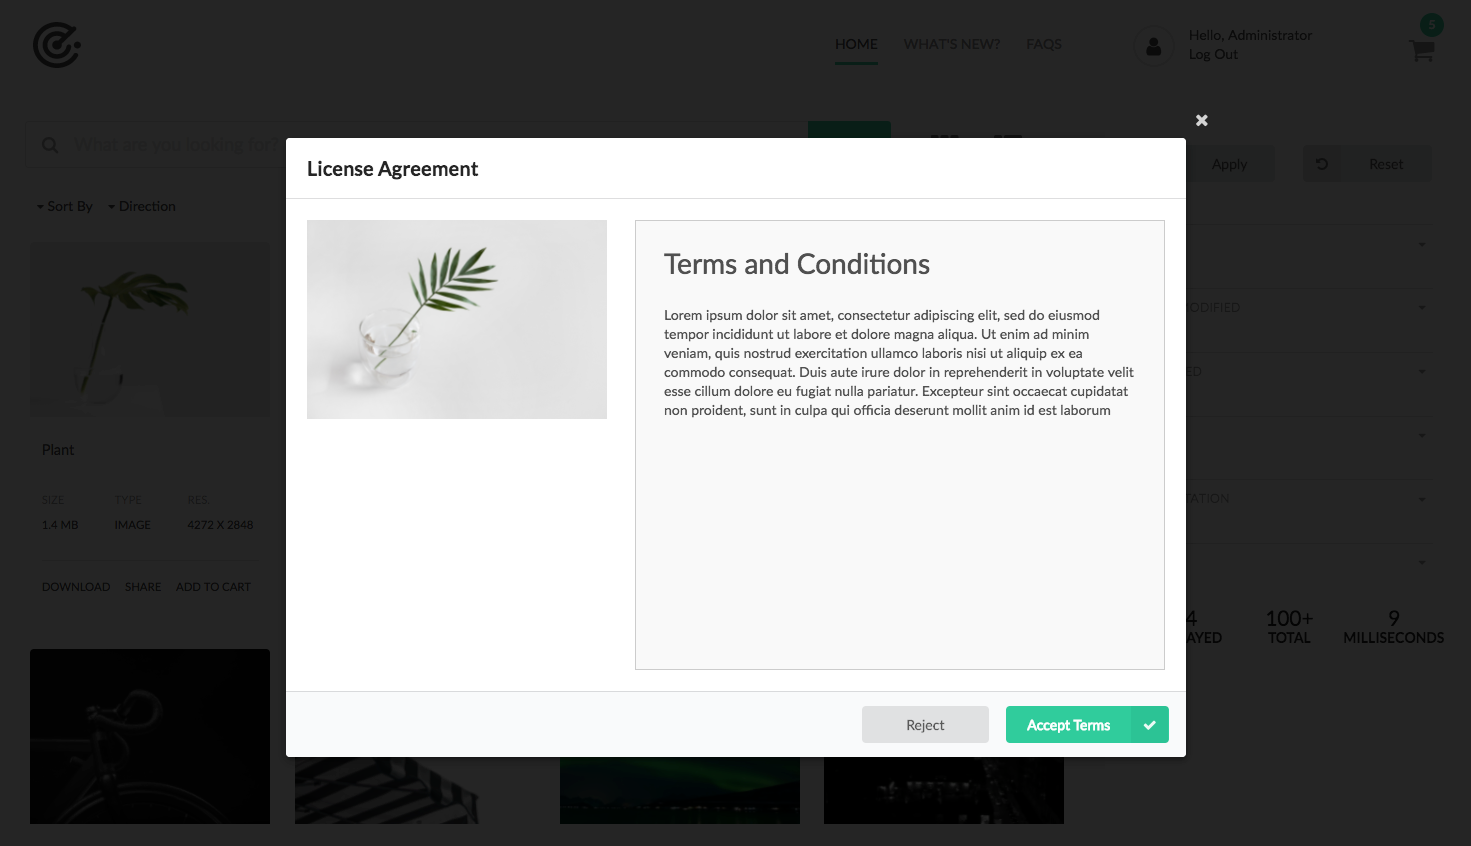 HOME
WHAT'S NEW?
FAQS
Hello, Administrator
Log Out
5
What are you looking for?
Apply
Reset
Sort By
Direction
License Agreement
Terms and Conditions
Lorem ipsum dolor sit amet, consectetur adipiscing elit, sed do eiusmod
tempor incididunt ut labore et dolore magna aliqua. Ut enim ad minim
veniam, quis nostrud exercitation ullamco laboris nisi ut aliquip ex ea
commodo consequat. Duis aute irure dolor in reprehenderit in voluptate velit
esse cillum dolore eu fugiat nulla pariatur. Excepteur sint occaecat cupidatat
non proident, sunt in culpa qui officia deserunt mollit anim id est laborum
Plant
SIZE TYPE RES.
1.4 MB IMAGE 4272 X 2848
DOWNLOAD SHARE ADD TO CART
100+ 9
TOTAL MILLISECONDS
Reject
Accept Terms